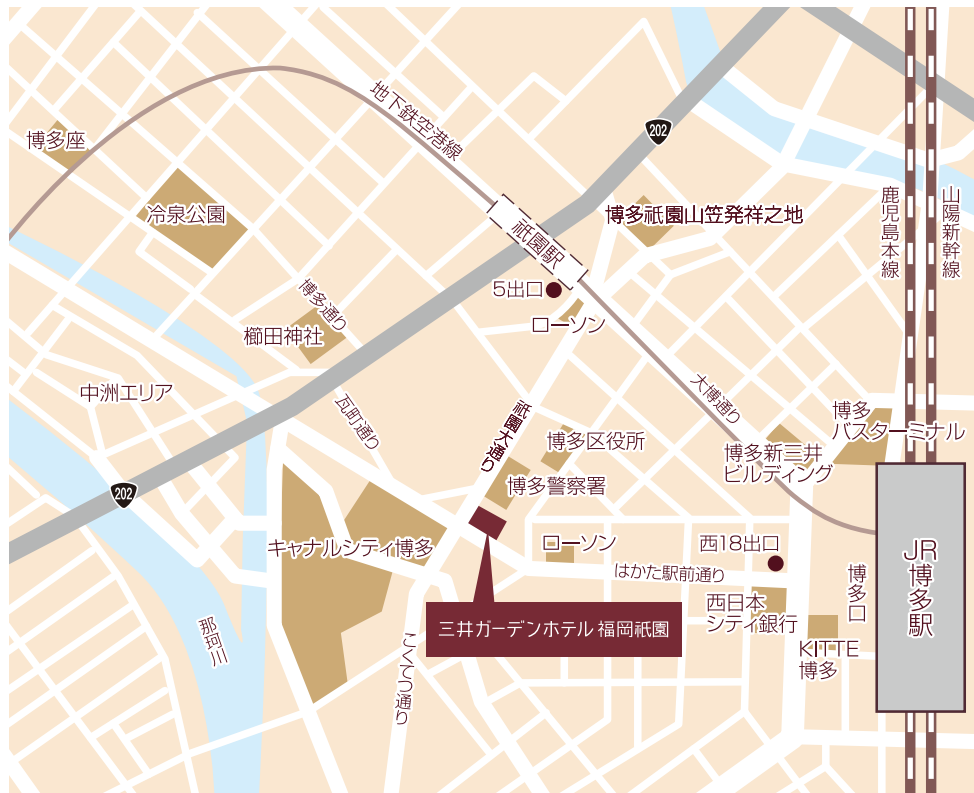 202
地下鉄空港線
博多座
冷泉公園
祇園駅
博多祇園山笠発祥之地
鹿児島本線
山陽新幹線
5出口
ローソン
博多通り
櫛田神社
中洲エリア
瓦町通り
祇園大通り
大博通り
博多
バスターミナル
博多区役所
博多新三井
ビルディング
博多警察署
202
キャナルシティ博多
ローソン
西18出口
はかた駅前通り
JR
博多駅
博多口
西日本
シティ銀行
三井ガーデンホテル 福岡祇園
那珂川
こくてつ通り
KITTE
博多